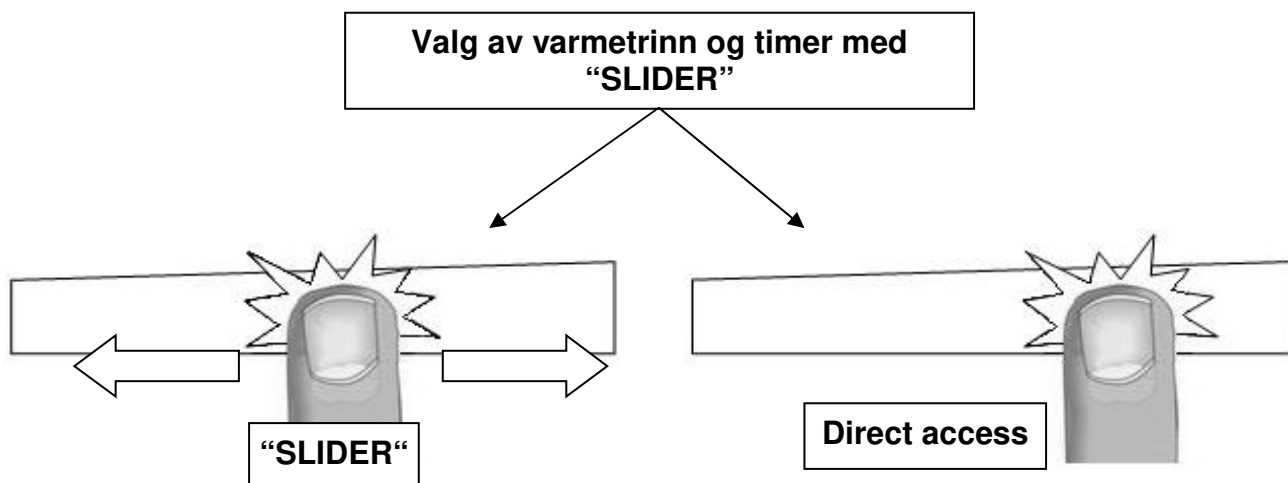 Valg av varmetrinn og timer med
“SLIDER”
“SLIDER“
Direct access